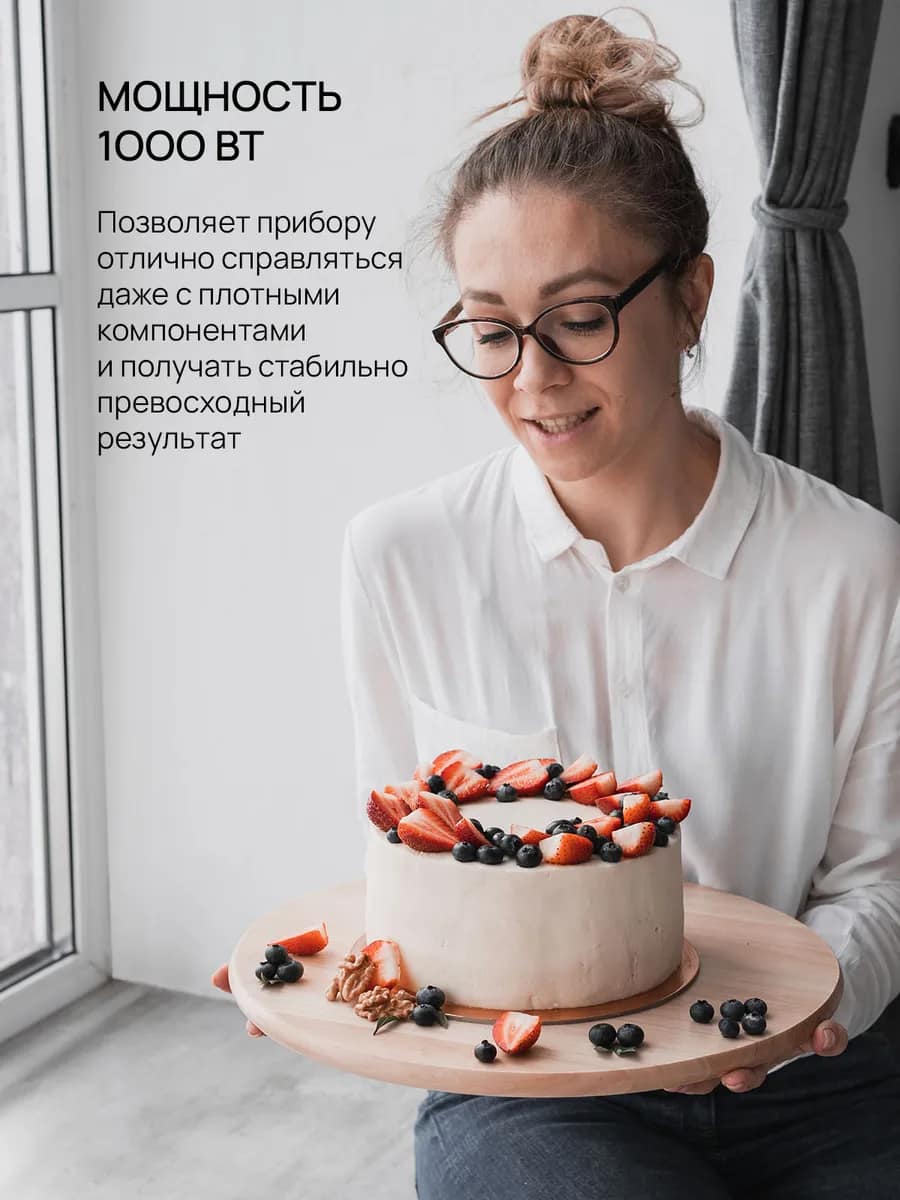 МОЩНОСТЬ
1000 ВТ
Позволяет прибору
отлично справляться
даже с плотными
компонентами
и получать стабильно
превосходный
результат